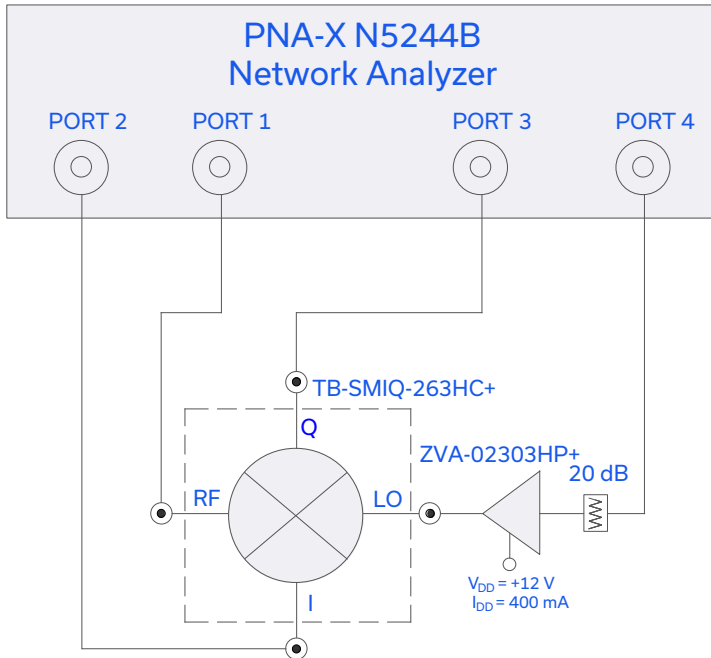 PNA-X N5244B
Network Analyzer
PORT 2
PORT 1
PORT 3
PORT 4
TB-SMIQ-263HC+
Q
ZVA-02303HP+
20 dB
RF
LO
I
VDD = +12 V
IDD = 400 mA